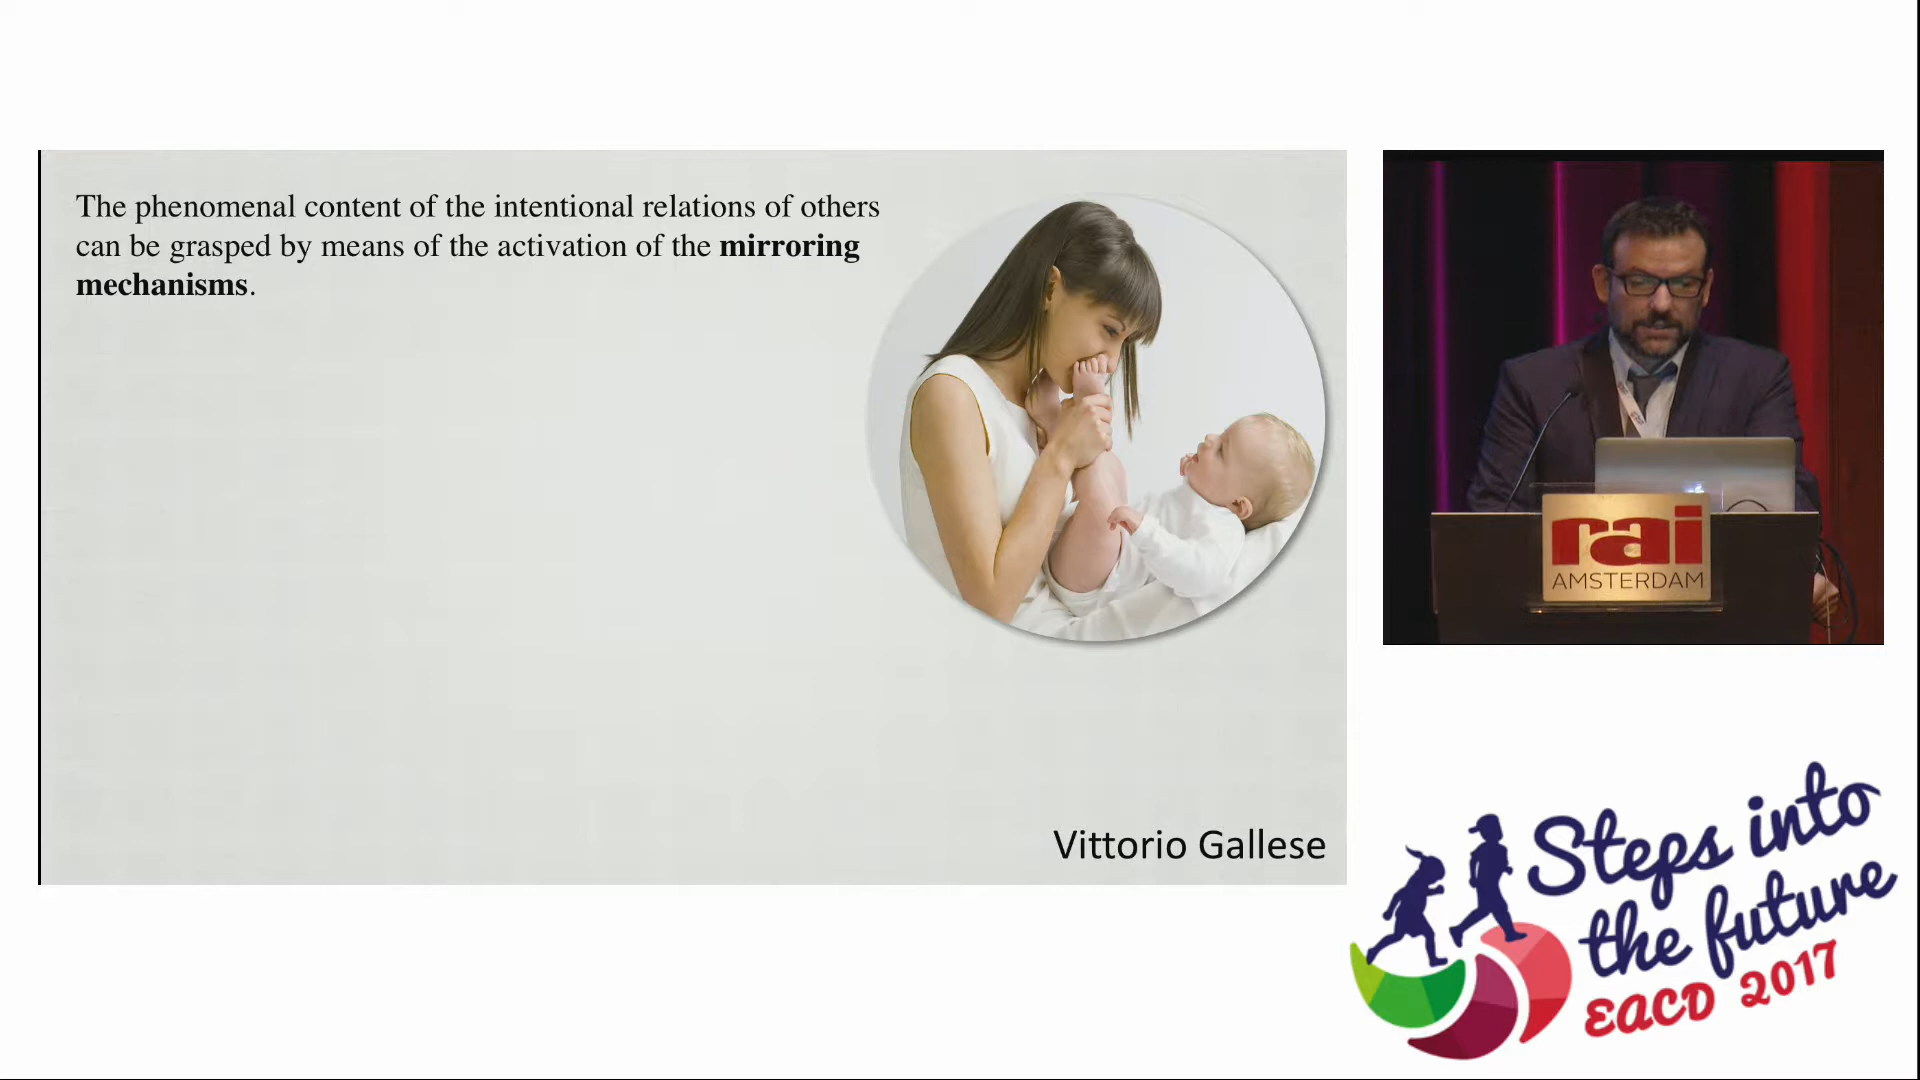 The phenomenal content of the intentional relations of others
can be grasped by means of the activation of the mirroring
mechanisms.
Vittorio Gallese
rai
AMSTERDAM
Steps into
the future
EACD 2017